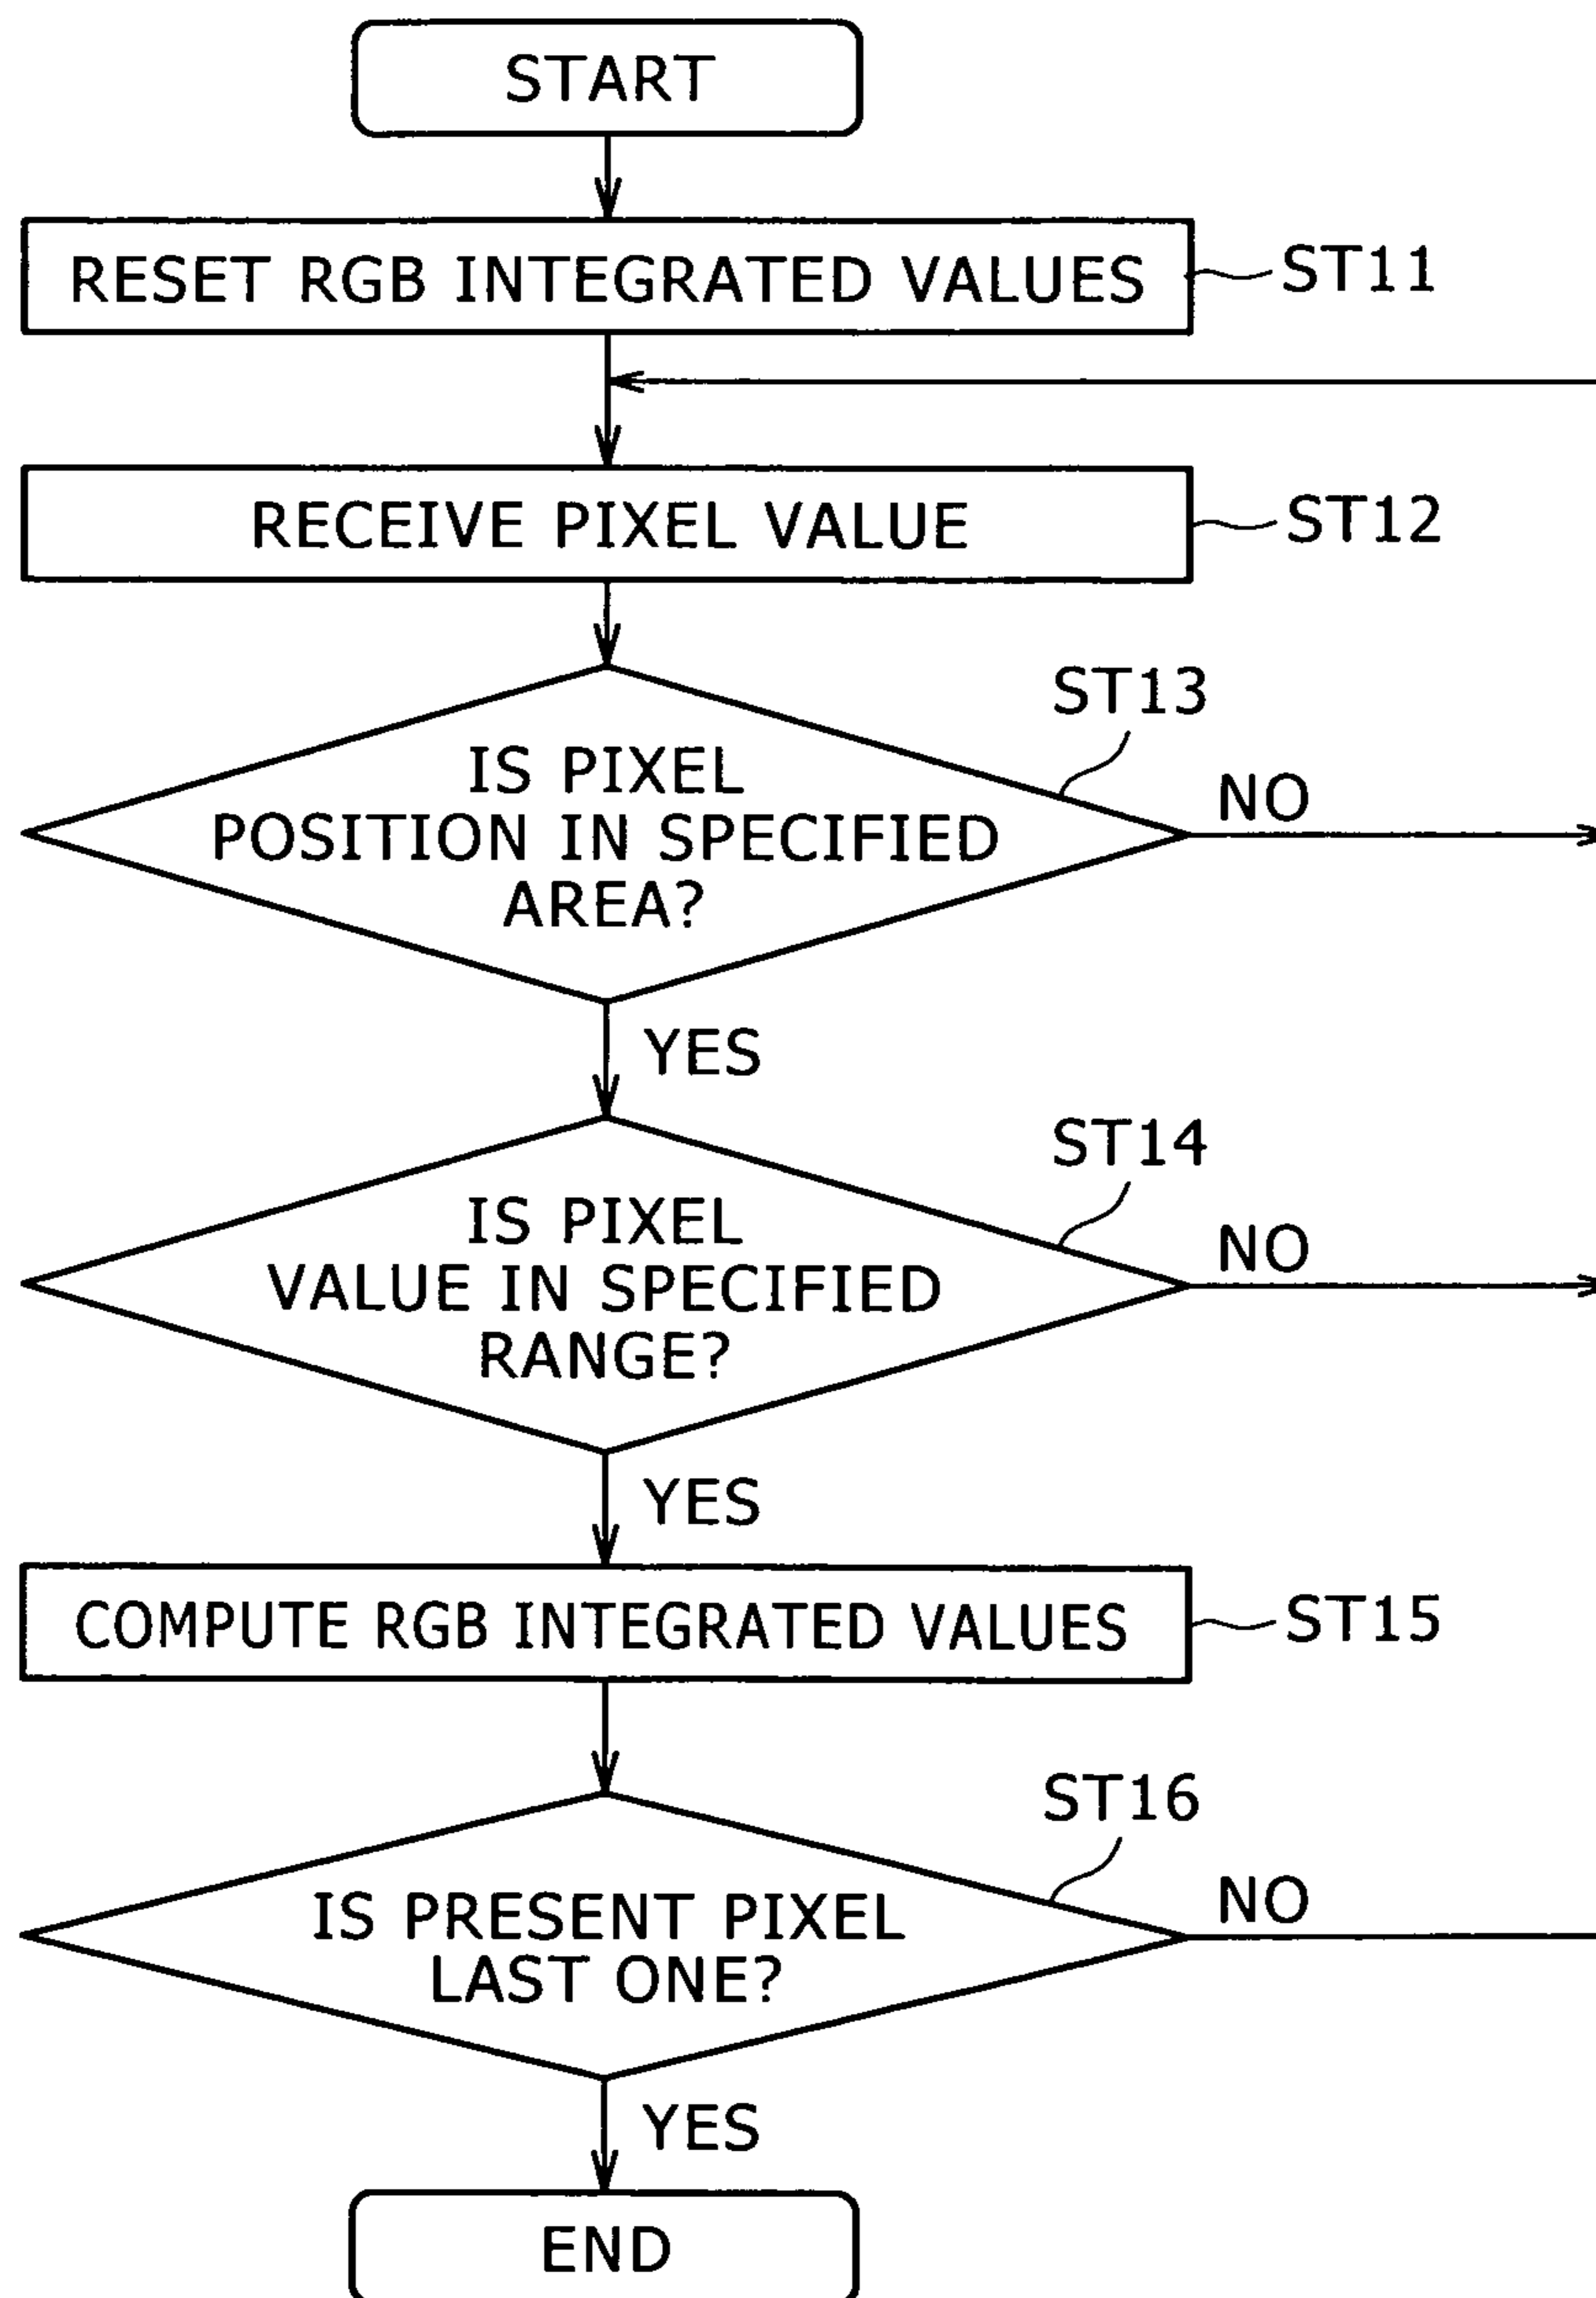 START
RESET RGB INTEGRATED VALUES
ST11
RECEIVE PIXEL VALUE
ST12
ST13
IS PIXEL
POSITION IN SPECIFIED
AREA?
NO
YES
ST14
IS PIXEL
VALUE IN SPECIFIED
RANGE?
NO
YES
COMPUTE RGB INTEGRATED VALUES
ST15
ST16
IS PRESENT PIXEL
LAST ONE?
NO
YES
END